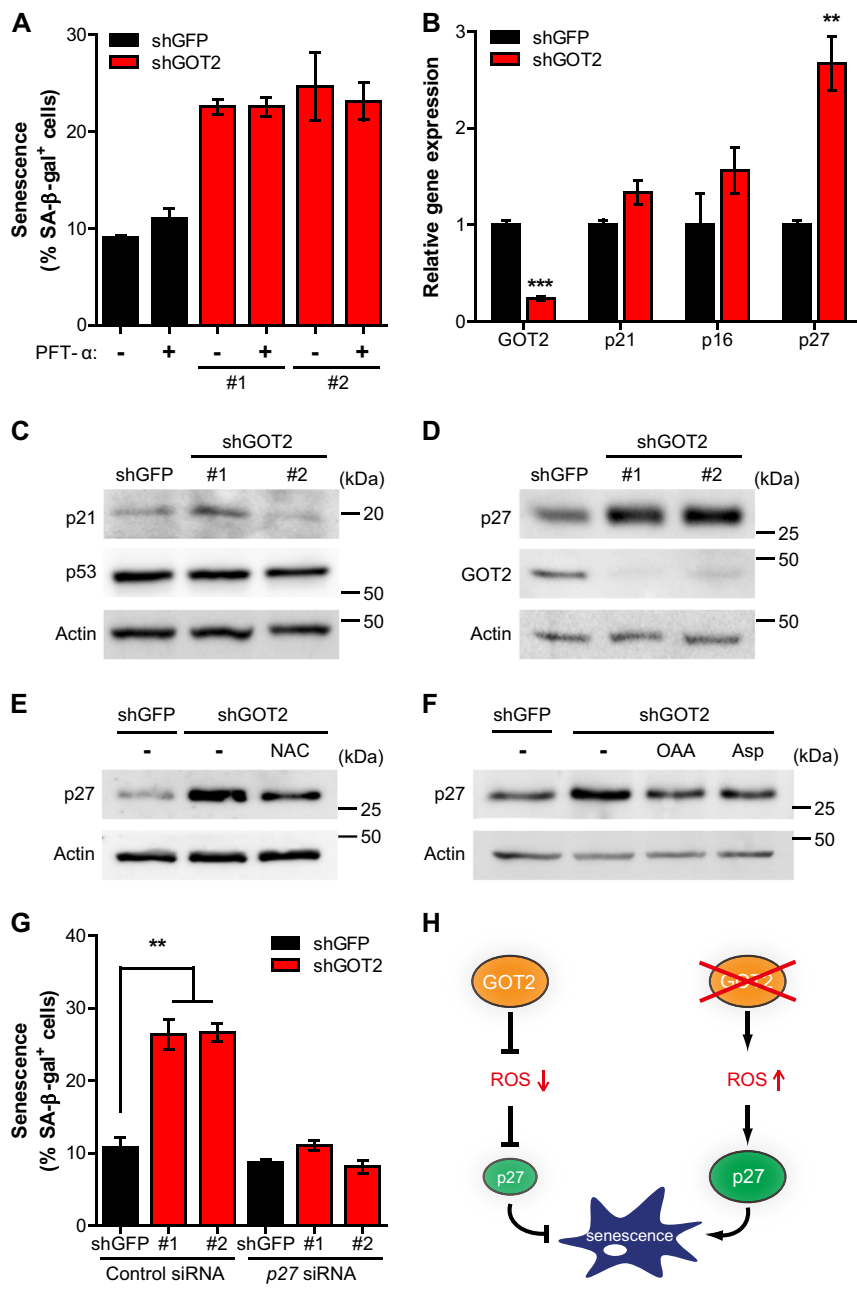 A
Senescence
(% SA-β-gal+ cells)
30
20
10
0
shGFP
shGOT2
PFT- α:
-
+
-
+
-
+
#1
#2
B
Relative gene expression
3
2
1
0
shGFP
shGOT2
***
**
GOT2
p21
p16
p27
C
shGOT2
shGFP
#1
#2
(kDa)
p21
20
p53
50
Actin
50
D
shGOT2
shGFP
#1
#2
(kDa)
p27
25
GOT2
50
Actin
50
E
shGFP
shGOT2
-
-
NAC
(kDa)
p27
25
Actin
50
F
shGFP
shGOT2
-
-
OAA
Asp
(kDa)
p27
25
Actin
50
G
Senescence
(% SA-β-gal+ cells)
40
30
20
10
0
**
shGFP
shGOT2
shGFP
#1
#2
shGFP
#1
#2
Control siRNA
p27 siRNA
H
GOT2
GOT2
ROS ↓
ROS ↑
p27
p27
senescence